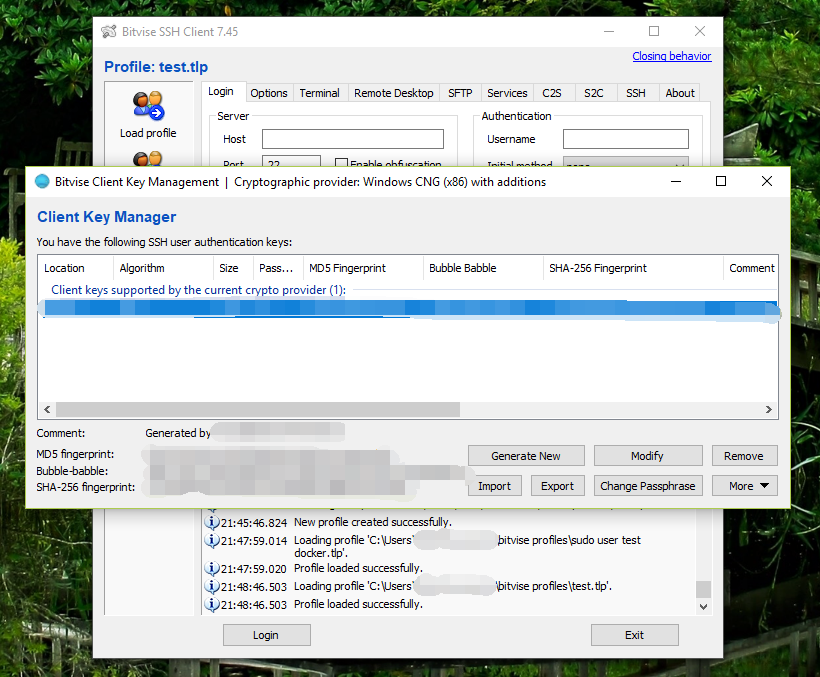 Bitvise SSH Client 7.45
Closing behavior
Profile: test.tlp
Login Options Terminal Remote Desktop SFTP Services C2S S2C SSH About
Server Authentication
Load profile
Host Username
Port 22 Enable obfuscation Initial method none
Bitvise Client Key Management | Cryptographic provider: Windows CNG (x86) with additions
Client Key Manager
You have the following SSH user authentication keys:
Location Algorithm Size Pass... MD5 Fingerprint Bubble Babble SHA-256 Fingerprint Comment
Client keys supported by the current crypto provider (1):
Comment: Generated by
MD5 fingerprint:
Bubble-babble:
SHA-256 fingerprint:
Generate New Modify Remove
Import Export Change Passphrase More
21:45:46.824 New profile created successfully.
21:47:59.014 Loading profile 'C:\Users\ bitvise profiles\sudo user test
docker.tlp'.
21:47:59.020 Profile loaded successfully.
21:48:46.503 Loading profile 'C:\Users\ \bitvise profiles\test.tlp'.
21:48:46.503 Profile loaded successfully.
Login Exit